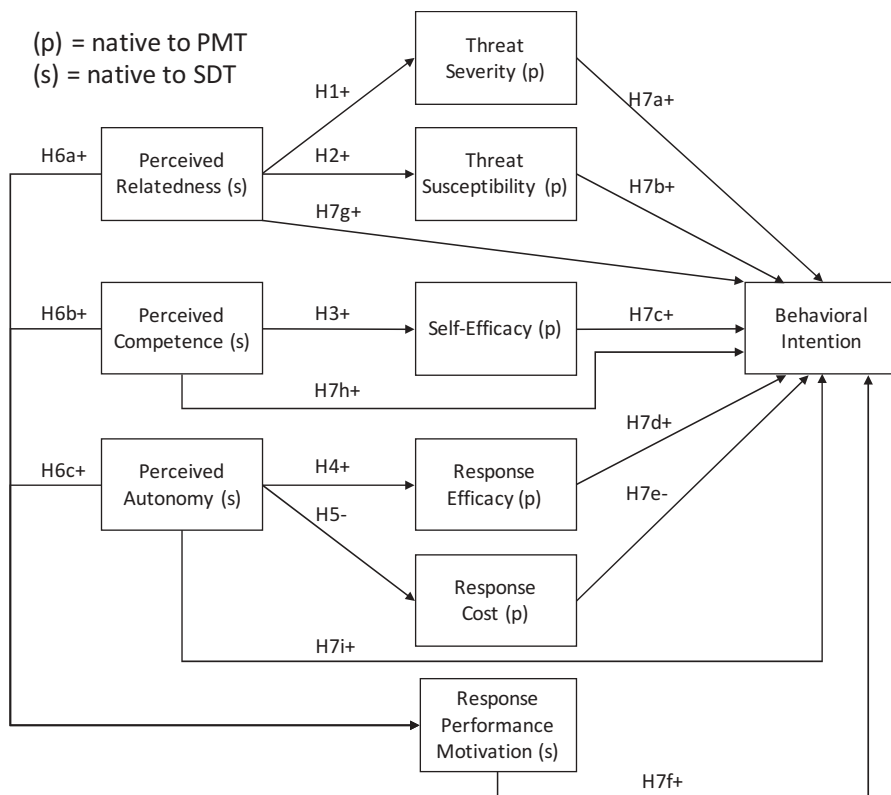 (p) = native to PMT
(s) = native to SDT
Threat
Severity (p)
H1+
H7a+
H6a+
Perceived
Relatedness (s)
H2+
Threat
Susceptibility (p)
H7b+
H7g+
H6b+
Perceived
Competence (s)
H3+
Self-Efficacy (p)
H7c+
Behavioral
Intention
H7h+
H7d+
H6c+
Perceived
Autonomy (s)
H4+
Response
Efficacy (p)
H7e-
H5-
Response
Cost (p)
H7i+
Response
Performance
Motivation (s)
H7f+